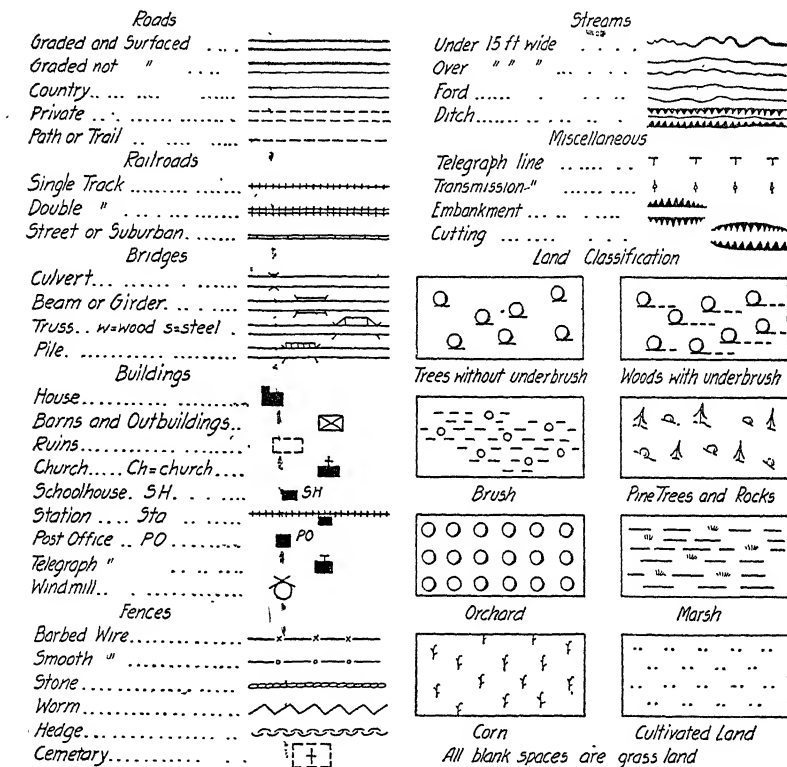 Roads
Graded and Surfaced ....
Graded not " ....
Country.... .....
Private .. ... ......
Path or Trail .. .. .....
Railroads
Single Track ............
Double " ... .. ........
Street or Suburban.......
Bridges
Culvert.... .. ........
Beam or Girder. ... ...
Truss.. w=wood s=steel .
Pile. ..................
Buildings
House..................
Barns and Outbuildings..
Ruins..................
Church..... Ch=church....
Schoolhouse. SH. . . ....
SH
Station .... Sta .. ....
Post Office .. PO ......
PO
Telegraph " .. .. ....
Windmill.. .. .. ......
Fences
Barbed Wire.............
Smooth " ...............
Stone ..................
Worm ...................
Hedge ..................
Cemetary............ . ..
Streams
Under 15 ft wide . . . .
Over " " " ... .. ....
Ford ...... . ... ....
Ditch....... .. . ....
Miscellaneous
Telegraph line ...... ..
Transmission-" ...... ....
Embankment .... .. ....
Cutting .... ... . . .
Land Classification
Trees without underbrush
Woods with underbrush
Brush
Pine Trees and Rocks
Orchard
Marsh
Corn
Cultivated Land
All blank spaces are grass land